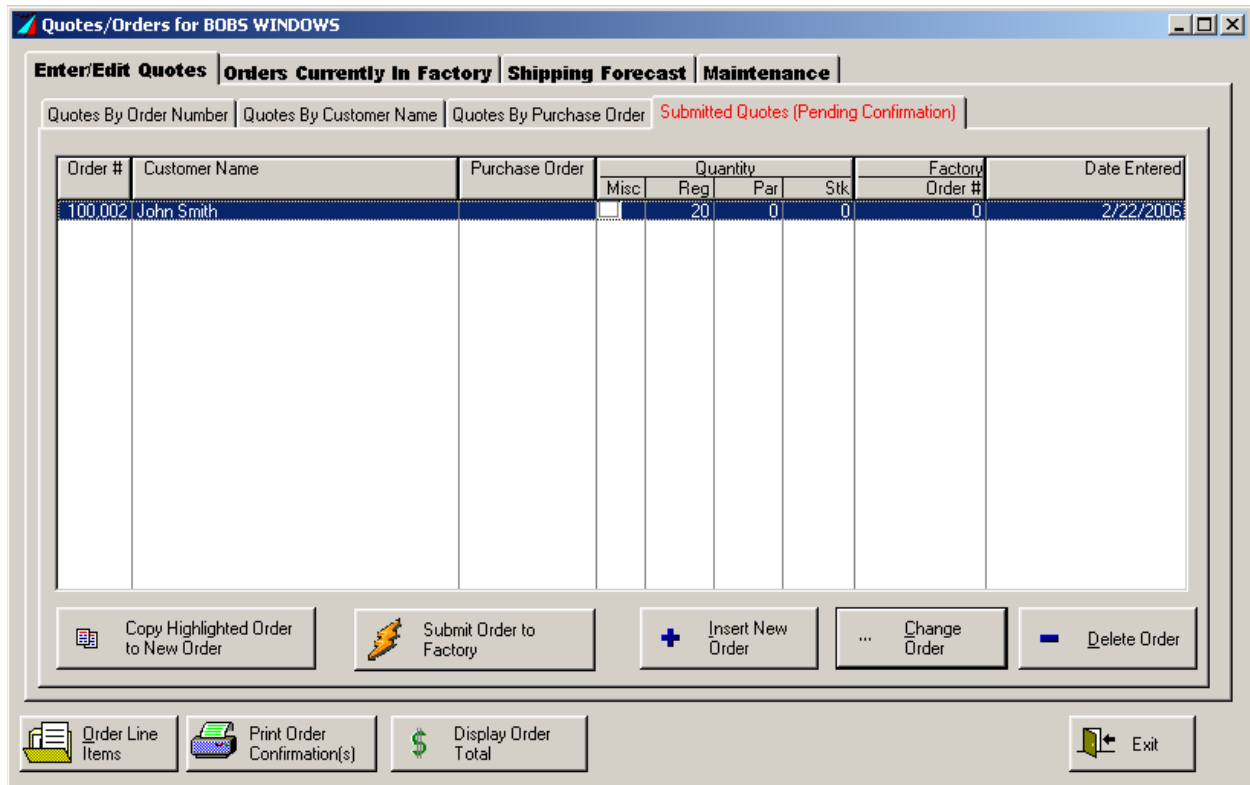 Quotes/Orders for BOBS WINDOWS
Enter/Edit Quotes Orders Currently In Factory Shipping Forecast Maintenance
Quotes By Order Number Quotes By Customer Name Quotes By Purchase Order Submitted Quotes (Pending Confirmation)
Order # Customer Name Purchase Order Quantity Factory Date Entered
Misc Reg Par Stk Order #
100,002 John Smith 20 0 0 0 2/22/2006
Copy Highlighted Order Submit Order to Insert New ... Change Delete Order
to New Order Factory Order Order
Order Line Print Order Display Order Exit
Items Confirmation(s) $ Total